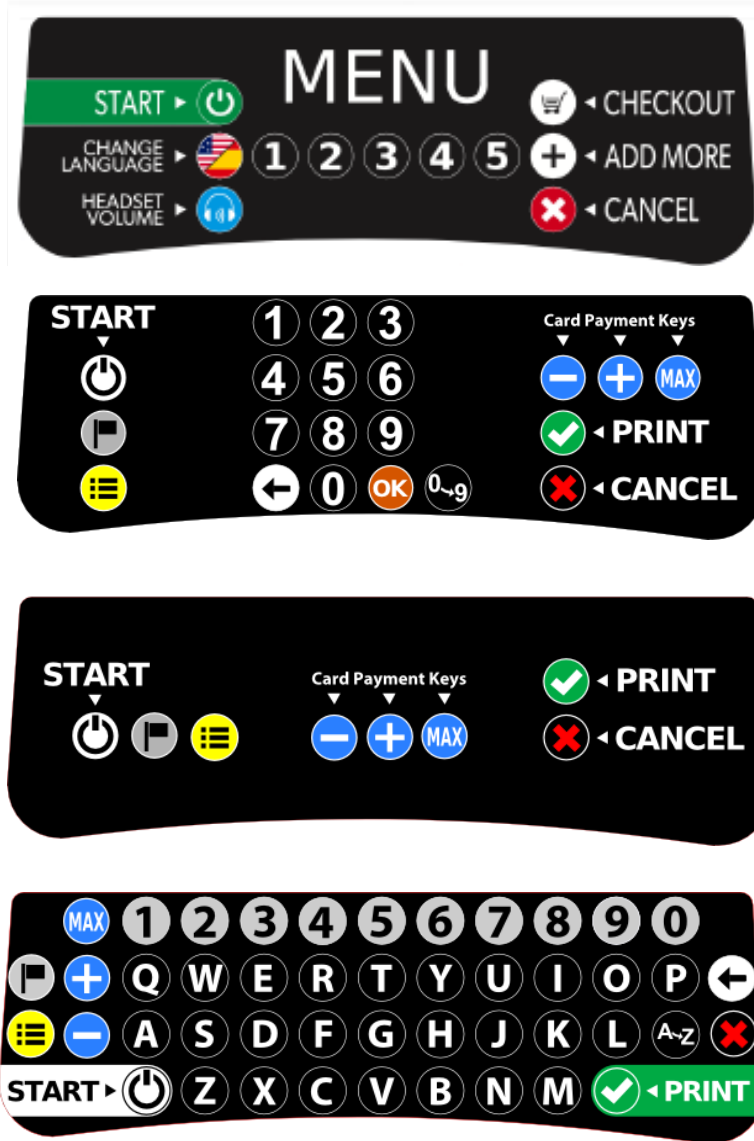 MENU
START CHECKOUT
CHANGE LANGUAGE 1 2 3 4 5 ADD MORE
HEADSET VOLUME CANCEL
START 1 2 3 Card Payment Keys
4 5 6 MAX
7 8 9 PRINT
0 OK 0 9 CANCEL
START Card Payment Keys PRINT
MAX CANCEL
MAX 1 2 3 4 5 6 7 8 9 0
Q W E R T Y U I O P
A S D F G H J K L A Z
START Z X C V B N M PRINT